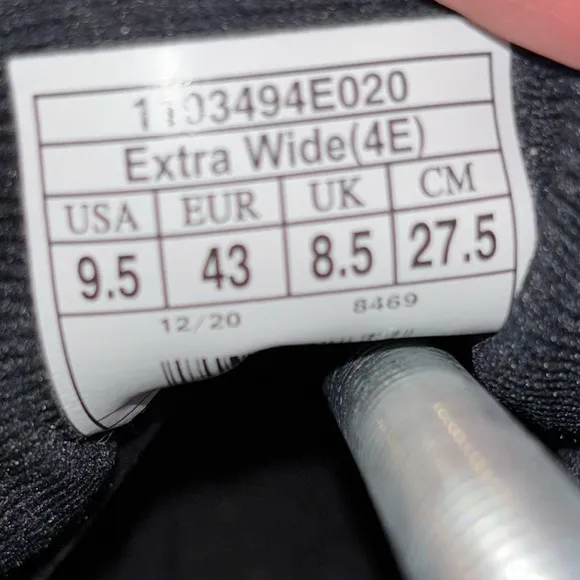 1103494E020
Extra Wide(4E)
USA EUR UK CM
9.5 43 8.5 27.5
12/20 8469